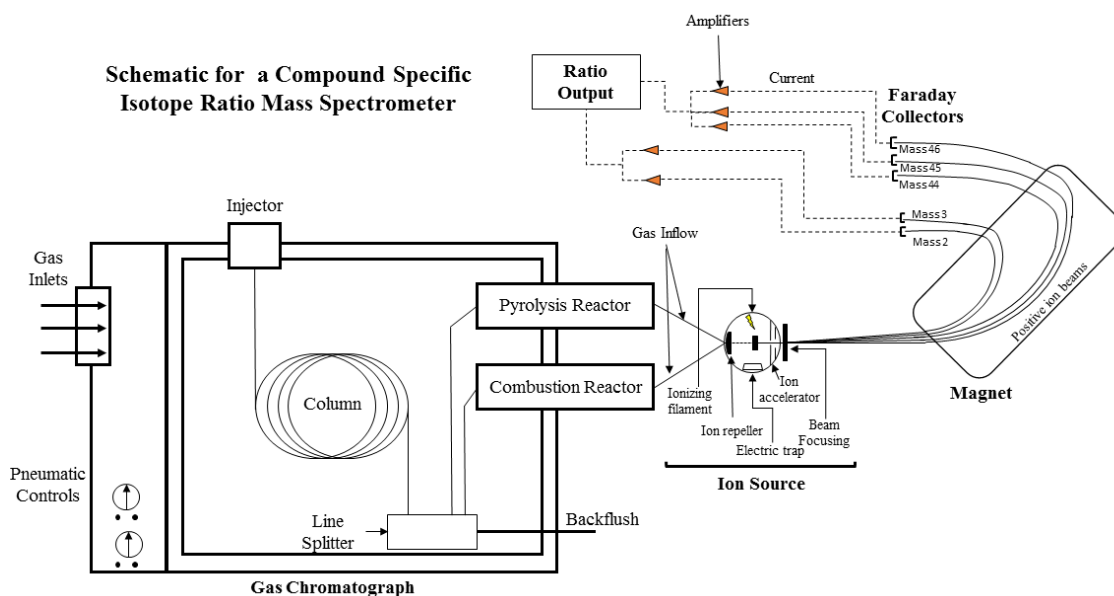 Schematic for a Compound Specific
Isotope Ratio Mass Spectrometer
Amplifiers
Ratio
Output
Current
Faraday
Collectors
Mass46
Mass45
Mass44
Mass3
Mass2
Injector
Gas
Inlets
Gas Inflow
Pyrolysis Reactor
Positive ion beams
Combustion Reactor
Column
Magnet
Ionizing
filament
Ion
accelerator
Ion repeller
Beam
Focusing
Electric trap
Ion Source
Pneumatic
Controls
Line
Splitter
Backflush
Gas Chromatograph